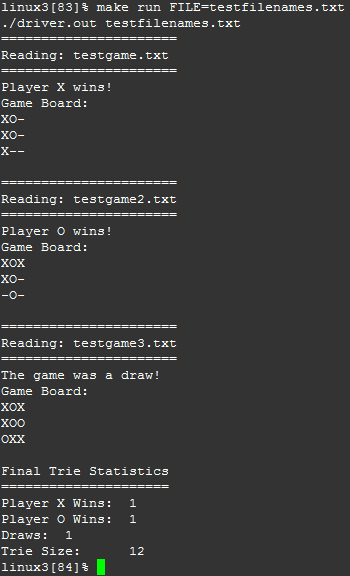 linux3[83]% make run FILE=testfilenames.txt
./driver.out testfilenames.txt
======================
Reading: testgame.txt
======================
Player X wins!
Game Board:
XO-
XO-
X--
======================
Reading: testgame2.txt
======================
Player O wins!
Game Board:
XOX
XO-
-O-
======================
Reading: testgame3.txt
======================
The game was a draw!
Game Board:
XOX
XOO
OXX
Final Trie Statistics
=====================
Player X Wins:  1
Player O Wins:  1
Draws:  1
Trie Size:      12
linux3[84]%